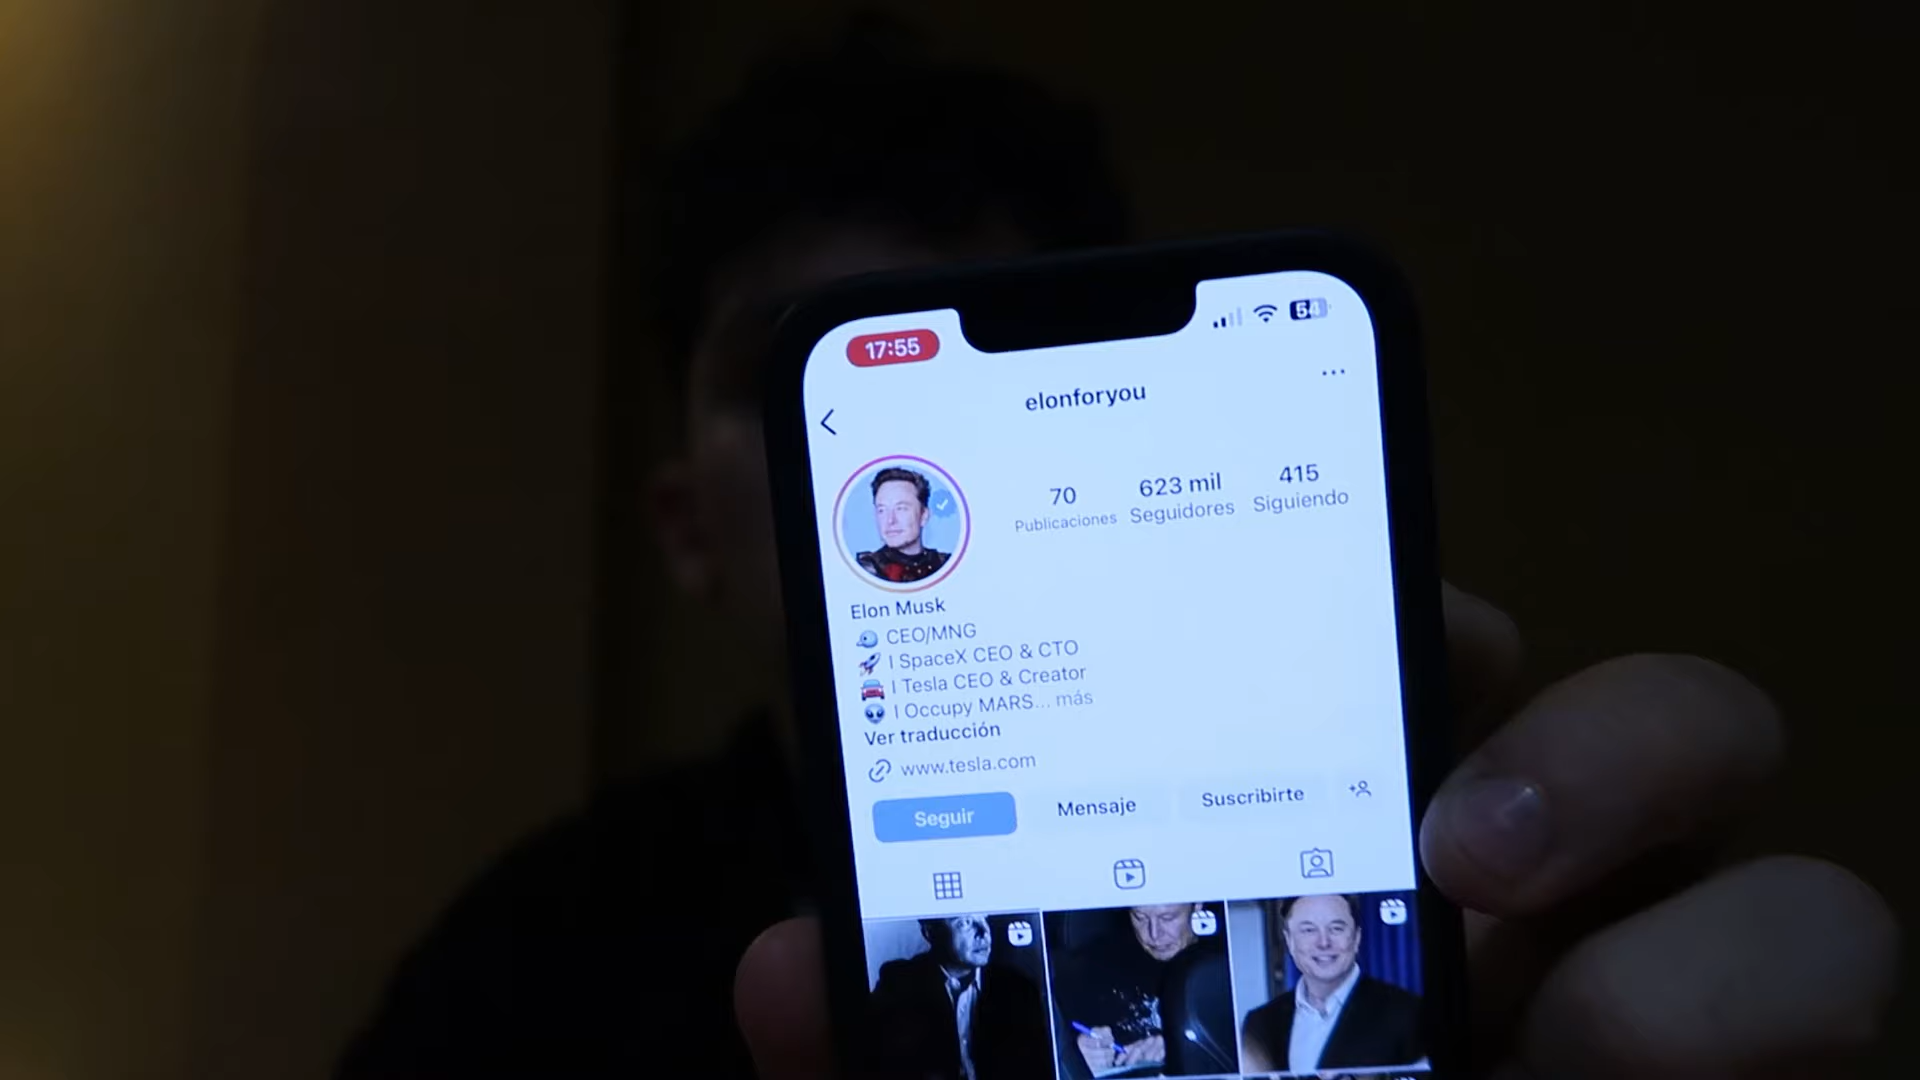 17:55
54
elonforyou
70
Publicaciones
623 mil
Seguidores
415
Siguiendo
Elon Musk
CEO/MNG
| SpaceX CEO & CTO
| Tesla CEO & Creator
| Occupy MARS... más
Ver traducción
www.tesla.com
Seguir
Mensaje
Suscribirte